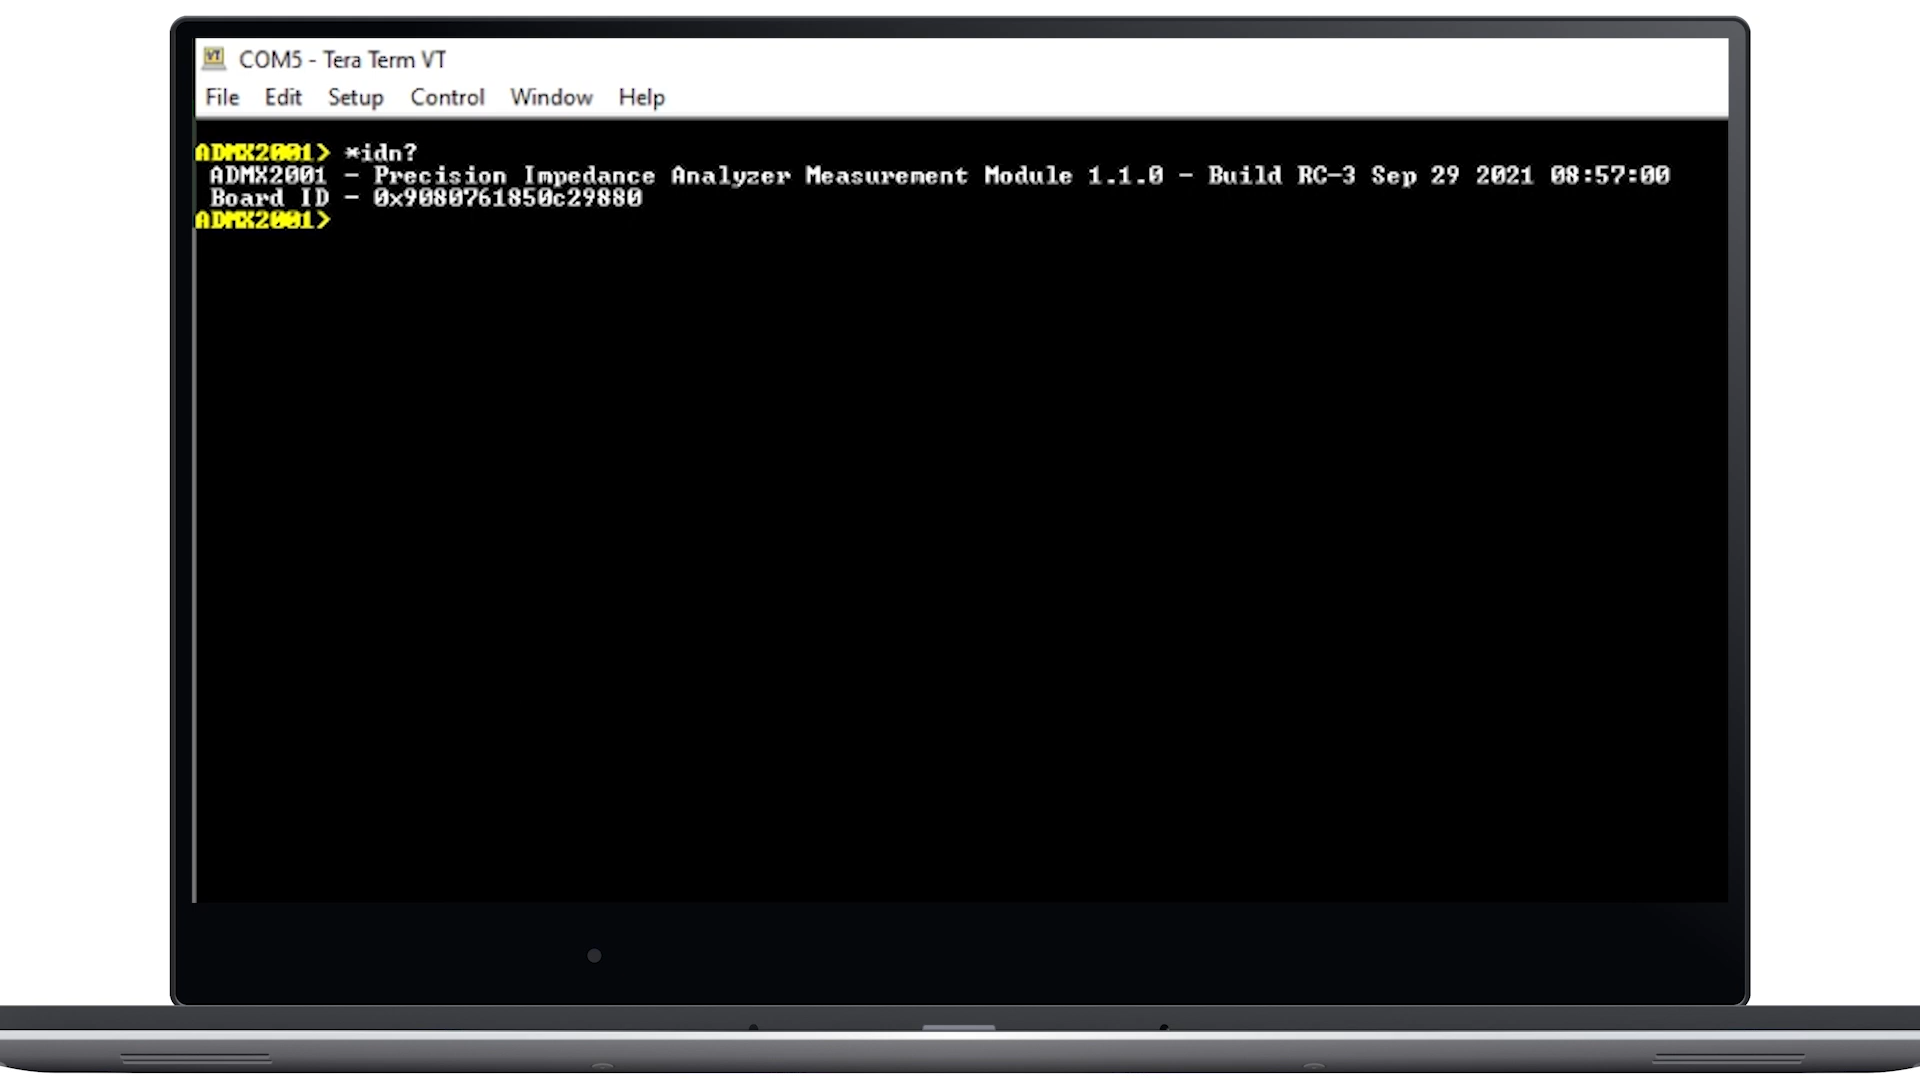 VT COM5 - Tera Term VT
File Edit Setup Control Window Help
ADMX2001> *idn?
ADMX2001 - Precision Impedance Analyzer Measurement Module 1.1.0 - Build RC-3 Sep 29 2021 08:57:00
Board ID - 0x9080761850c29880
ADMX2001>